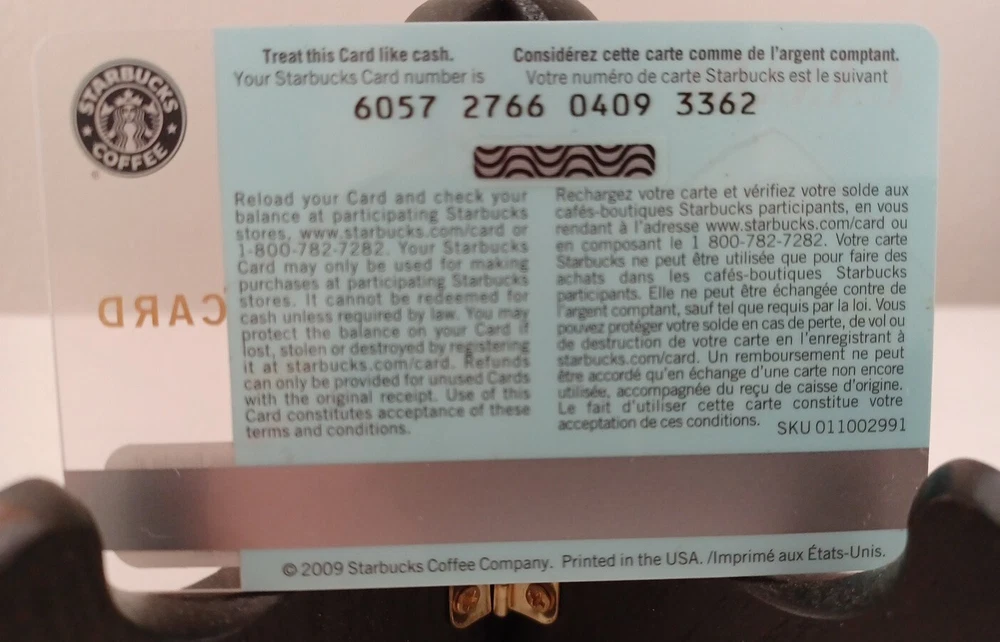 STARBUCKS
COFFEE
Treat this Card like cash.
Considérez cette carte comme de l'argent comptant.
Your Starbucks Card number is
Votre numéro de carte Starbucks est le suivant
6057 2766 0409 3362
Reload your Card and check your
balance at participating Starbucks
stores, www.starbucks.com/card or
1-800-782-7282. Your Starbucks
Card may only be used for making
purchases at participating Starbucks
stores. It cannot be redeemed for
cash unless required by law. You may
protect the balance on your Card if
lost, stolen or destroyed by registering
it at starbucks.com/card. Refunds
can only be provided for unused Cards
with the original receipt. Use of this
Card constitutes acceptance of these
terms and conditions.
Rechargez votre carte et vérifiez votre solde aux
cafés-boutiques Starbucks participants, en vous
rendant à l'adresse www.starbucks.com/card ou
en composant le 1 800-782-7282. Votre carte
Starbucks ne peut être utilisée que pour faire des
achats dans les cafés-boutiques Starbucks
participants. Elle ne peut être échangée contre de
l'argent comptant, sauf tel que requis par la loi. Vous
pouvez protéger votre solde en cas de perte, de vol ou
de destruction de votre carte en l'enregistrant à
starbucks.com/card. Un remboursement ne peut
être accordé qu'en échange d'une carte non encore
utilisée, accompagnée du reçu de caisse d'origine.
Le fait d'utiliser cette carte constitue votre
acceptation de ces conditions.
SKU 011002991
CARD
© 2009 Starbucks Coffee Company. Printed in the USA. /Imprimé aux États-Unis.